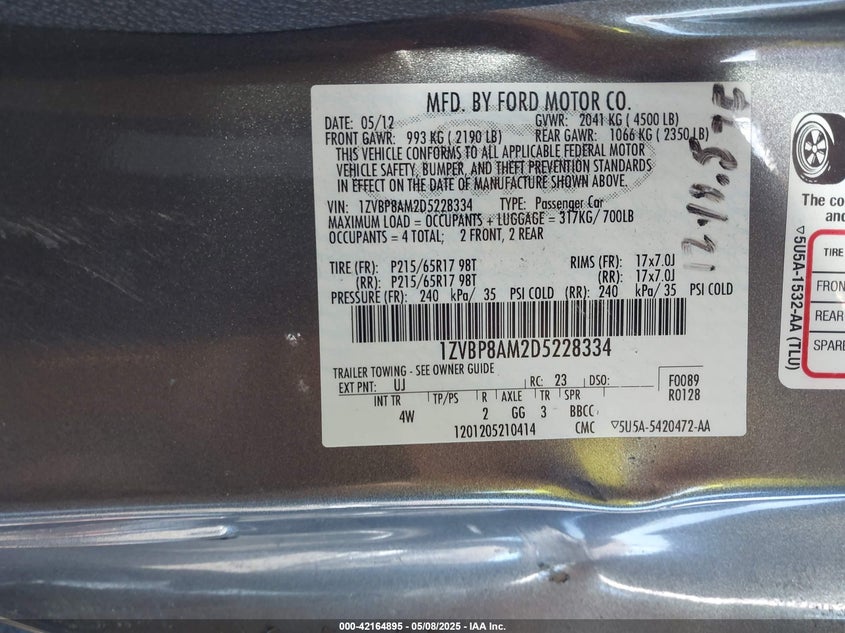 MFD. BY FORD MOTOR CO.
DATE: 05/12 GVWR: 2041 KG ( 4500 LB)
FRONT GAWR: 993 KG ( 2190 LB) REAR GAWR: 1066 KG ( 2350LB)
THIS VEHICLE CONFORMS TO ALL APPLICABLE FEDERAL MOTOR
VEHICLE SAFETY, BUMPER, AND THEFT PREVENTION STANDARDS
IN EFFECT ON THE DATE OF MANUFACTURE SHOWN ABOVE.
VIN: 1ZVBP8AM2D5228334 TYPE: Passenger Car
MAXIMUM LOAD = OCCUPANTS + LUGGAGE = 317KG/ 700LB
OCCUPANTS = 4 TOTAL; 2 FRONT, 2 REAR
TIRE (FR): P215/65R17 98T RIMS (FR): 17x7.0J
(RR): P215/65R17 98T (RR): 17x7.0J
PRESSURE (FR): 240 kPa/ 35 PSI COLD (RR): 240 kPa/ 35 PSI COLD
1ZVBP8AM2D5228334
TRAILER TOWING - SEE OWNER GUIDE
EXT PNT: UJ RC: 23 DSO: F0089
INT TR TP/PS R AXLE TR SPR R0128
4W 2 GG 3 BBCC
1201205210414 CMC ▽5U5A-5420472-AA
The co
and
▽5U5A-1532-AA (TLU)
TIRE
FRON
REAR
SPARE
000-42164895 - 05/08/2025 - IAA Inc.